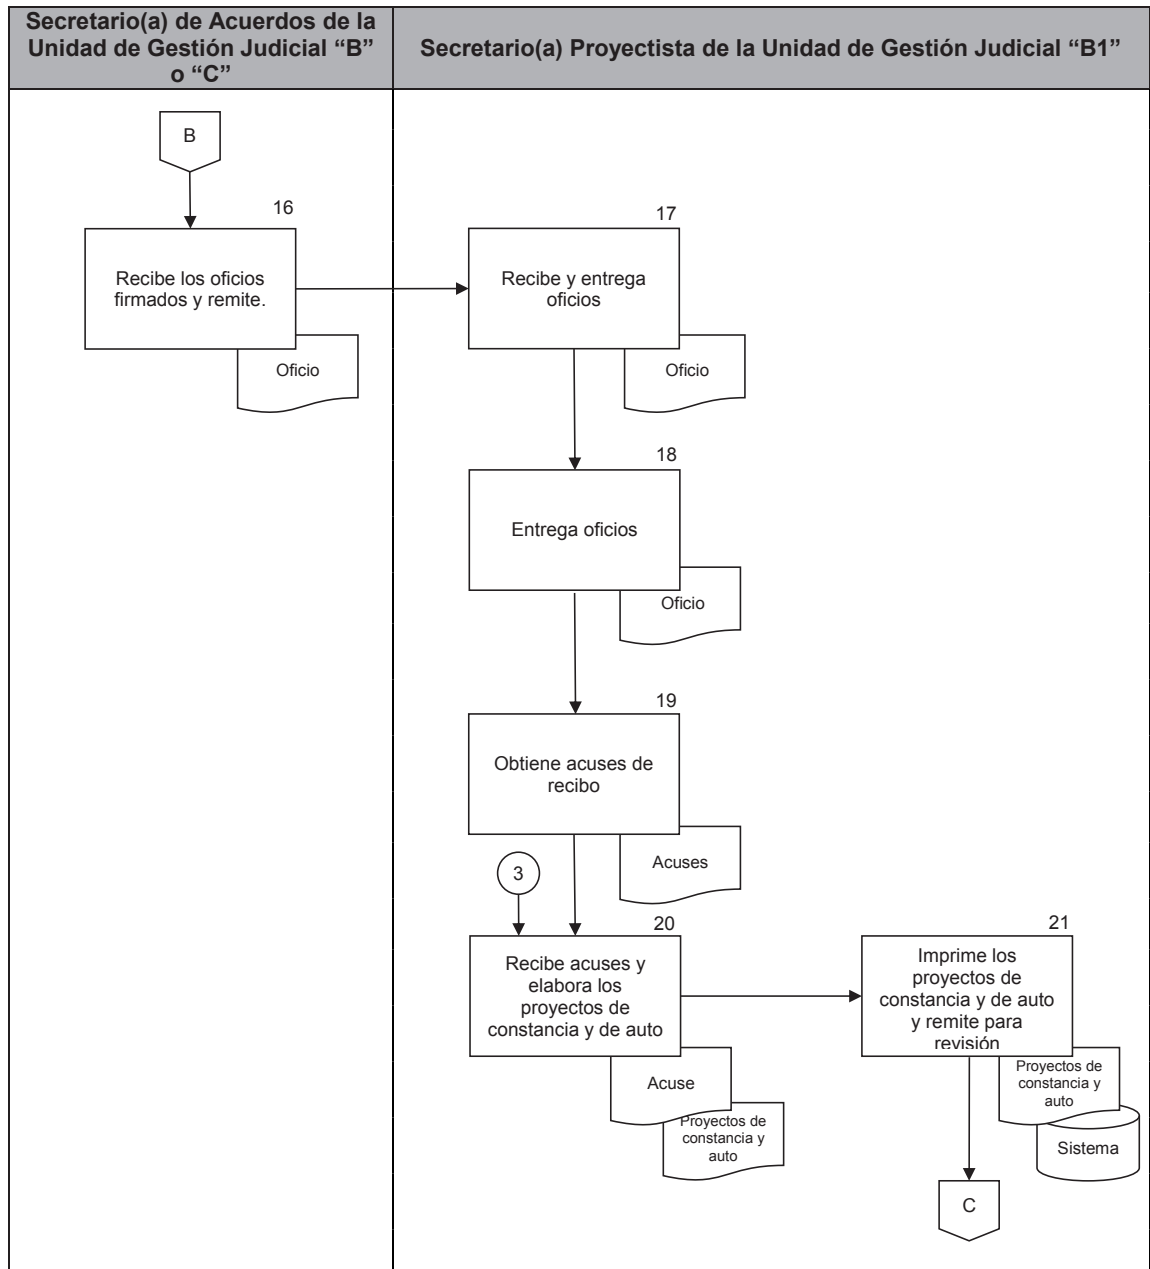 Secretario(a) de Acuerdos de la
Unidad de Gestión Judicial “B”
o “C”
Secretario(a) Proyectista de la Unidad de Gestión Judicial “B1”
B
16
Recibe los oficios
firmados y remite.
Oficio
17
Recibe y entrega
oficios
Oficio
18
Entrega oficios
Oficio
19
Obtiene acuses de
recibo
Acuses
3
20
Recibe acuses y
elabora los
proyectos de
constancia y de auto
Acuse
Proyectos de
constancia y
auto
21
Imprime los
proyectos de
constancia y de auto
y remite para
revisión
Proyectos de
constancia y
auto
Sistema
C